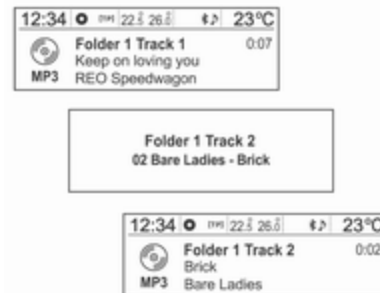 12:34 [TP] 22.5 26.0 23°C
Folder 1 Track 1 0:07
Keep on loving you
MP3 REO Speedwagon
Folder 1 Track 2
02 Bare Ladies - Brick
12:34 [TP] 22.5 26.0 23°C
Folder 1 Track 2 0:02
Brick
MP3 Bare Ladies